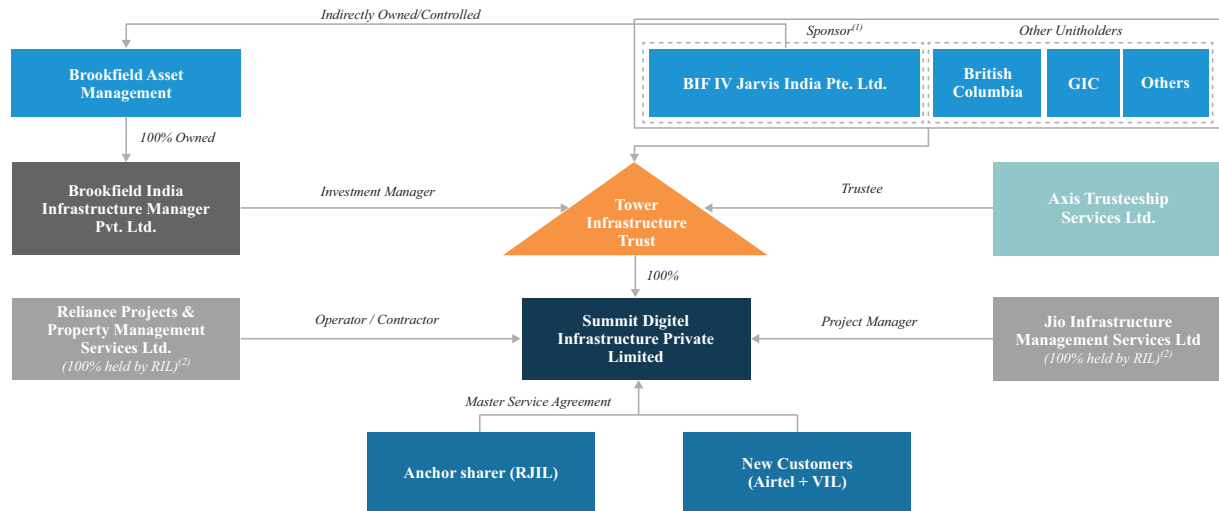 Indirectly Owned/Controlled
Sponsor(1)
Other Unitholders
Brookfield Asset
Management
BIF IV Jarvis India Pte. Ltd.
British
Columbia
GIC
Others
100% Owned
Brookfield India
Infrastructure Manager
Pvt. Ltd.
Investment Manager
Tower
Infrastructure
Trust
Trustee
Axis Trusteeship
Services Ltd.
100%
Reliance Projects &
Property Management
Services Ltd.
(100% held by RIL)(2)
Operator / Contractor
Summit Digitel
Infrastructure Private
Limited
Project Manager
Jio Infrastructure
Management Services Ltd
(100% held by RIL)(2)
Master Service Agreement
Anchor sharer (RJIL)
New Customers
(Airtel + VIL)